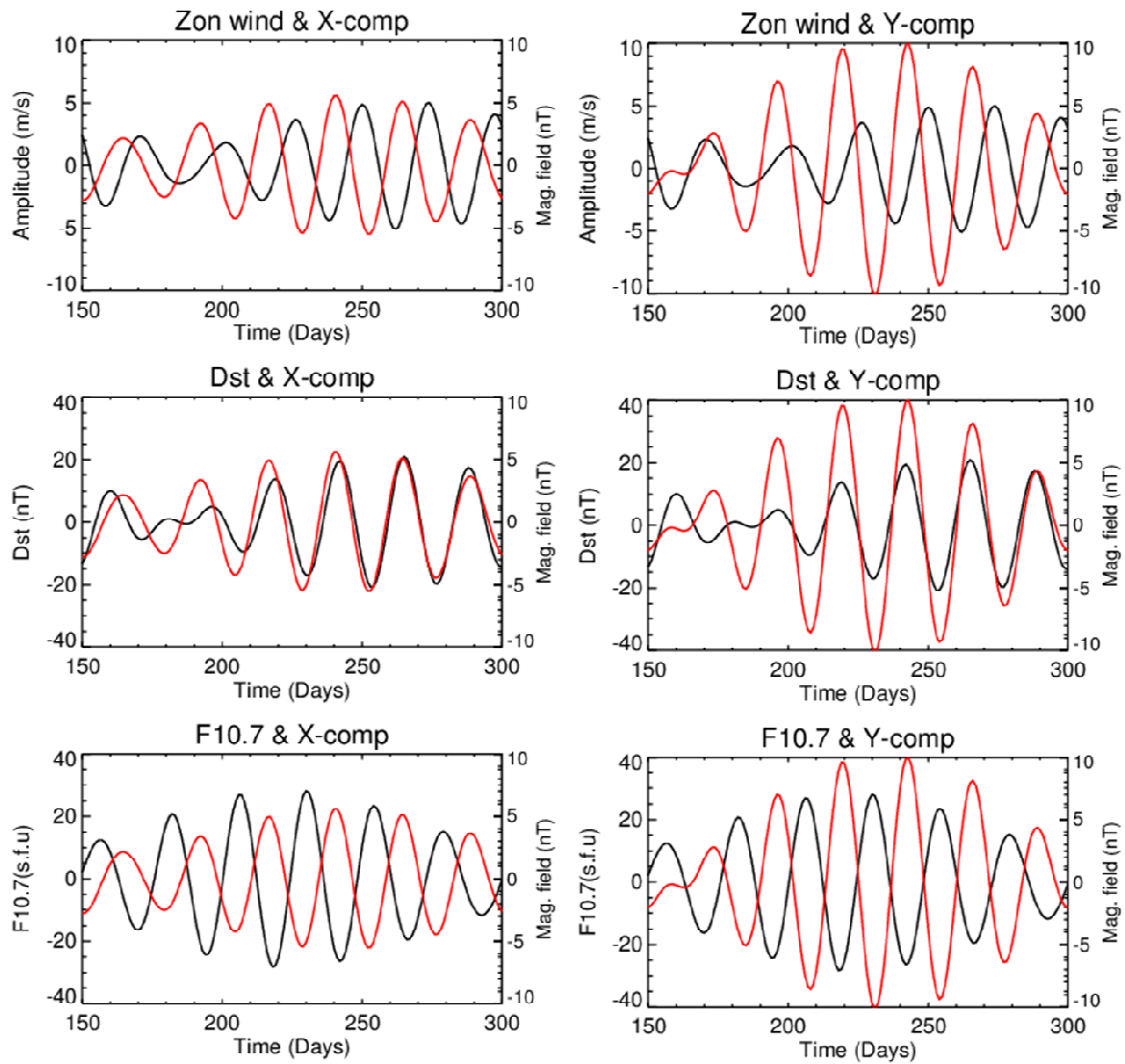 Zon wind & X-comp
10
5
0
-5
-10
Amplitude (m/s)
10
5
0
-5
-10
Mag. field (nT)
150 200 250 300
Time (Days)
Zon wind & Y-comp
10
5
0
-5
-10
Amplitude (m/s)
10
5
0
-5
-10
Mag. field (nT)
150 200 250 300
Time (Days)
Dst & X-comp
40
20
0
-20
-40
Dst (nT)
10
5
0
-5
-10
Mag. field (nT)
150 200 250 300
Time (Days)
Dst & Y-comp
40
20
0
-20
-40
Dst (nT)
10
5
0
-5
-10
Mag. field (nT)
150 200 250 300
Time (Days)
F10.7 & X-comp
40
20
0
-20
-40
F10.7(s.f.u)
10
5
0
-5
-10
Mag. field (nT)
150 200 250 300
Time (Days)
F10.7 & Y-comp
40
20
0
-20
-40
F10.7(s.f.u)
10
5
0
-5
-10
Mag. field (nT)
150 200 250 300
Time (Days)